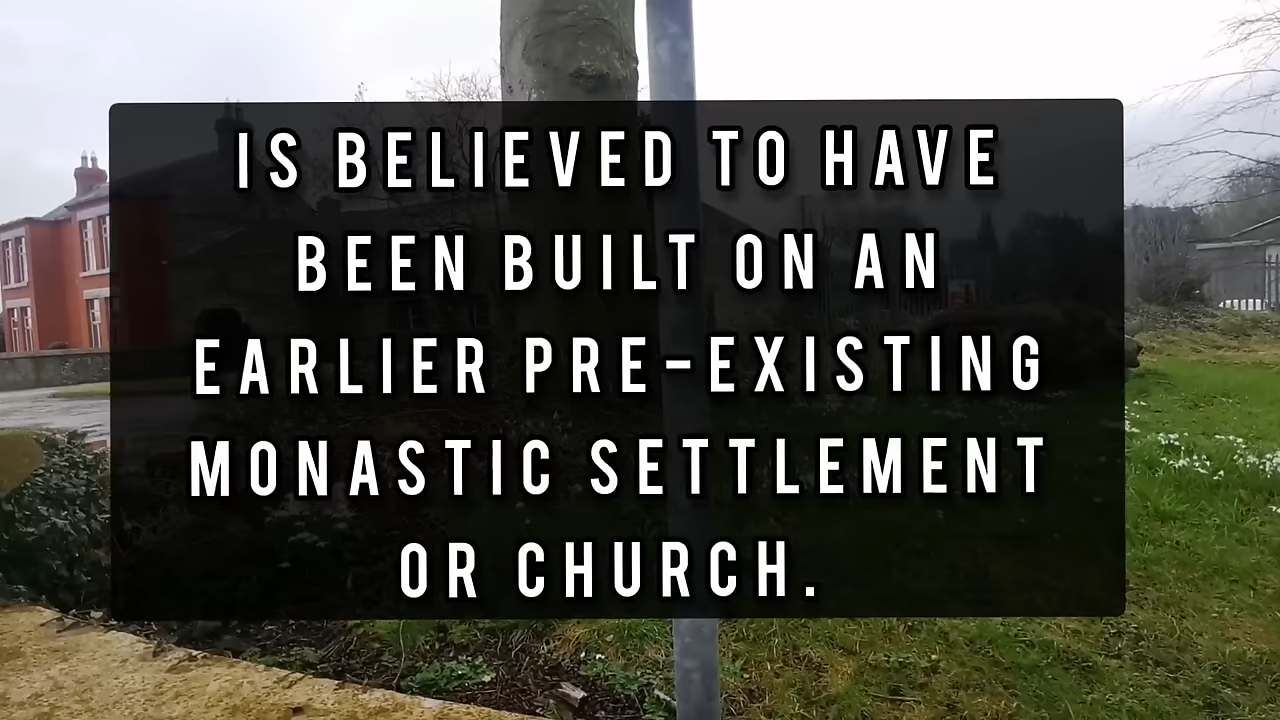 IS BELIEVED TO HAVE
BEEN BUILT ON AN
EARLIER PRE-EXISTING
MONASTIC SETTLEMENT
OR CHURCH.